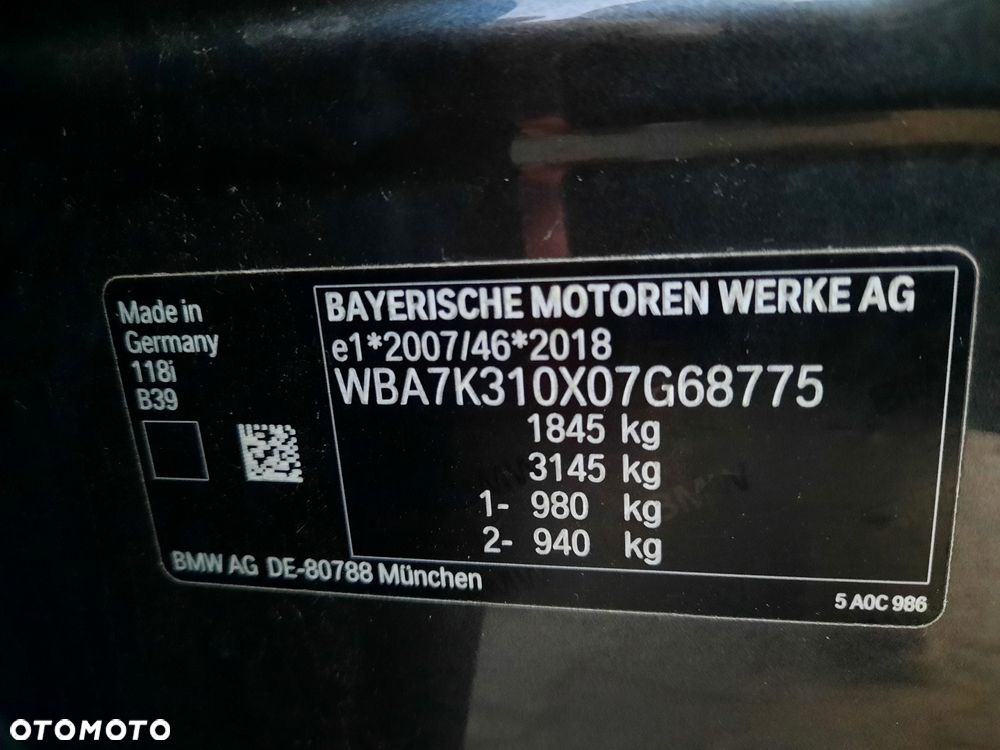 Made in
Germany
118i
B39
BAYERISCHE MOTOREN WERKE AG
e1*2007/46*2018
WBA7K310X07G68775
1845 kg
3145 kg
1- 980 kg
2- 940 kg
BMW AG DE-80788 München
5 A0C 986
OTOMOTO